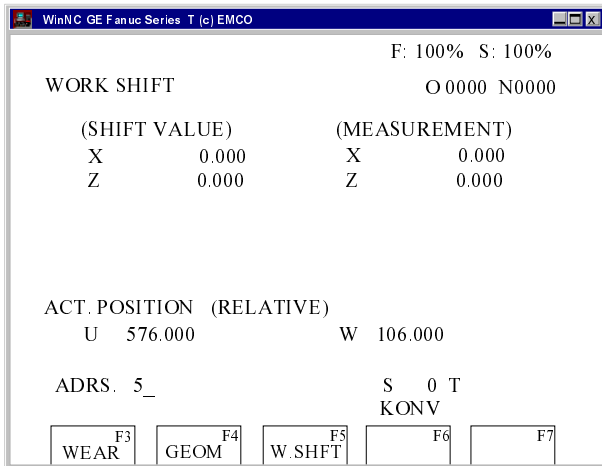 WinNC GE Fanuc Series T (c) EMCO
F: 100% S: 100%
WORK SHIFT O 0000 N0000
(SHIFT VALUE) (MEASUREMENT)
X 0.000 X 0.000
Z 0.000 Z 0.000
ACT. POSITION (RELATIVE)
U 576.000 W 106.000
ADRS. 5_ S 0 T
KONV
F3 F4 F5 F6 F7
WEAR GEOM W.SHFT